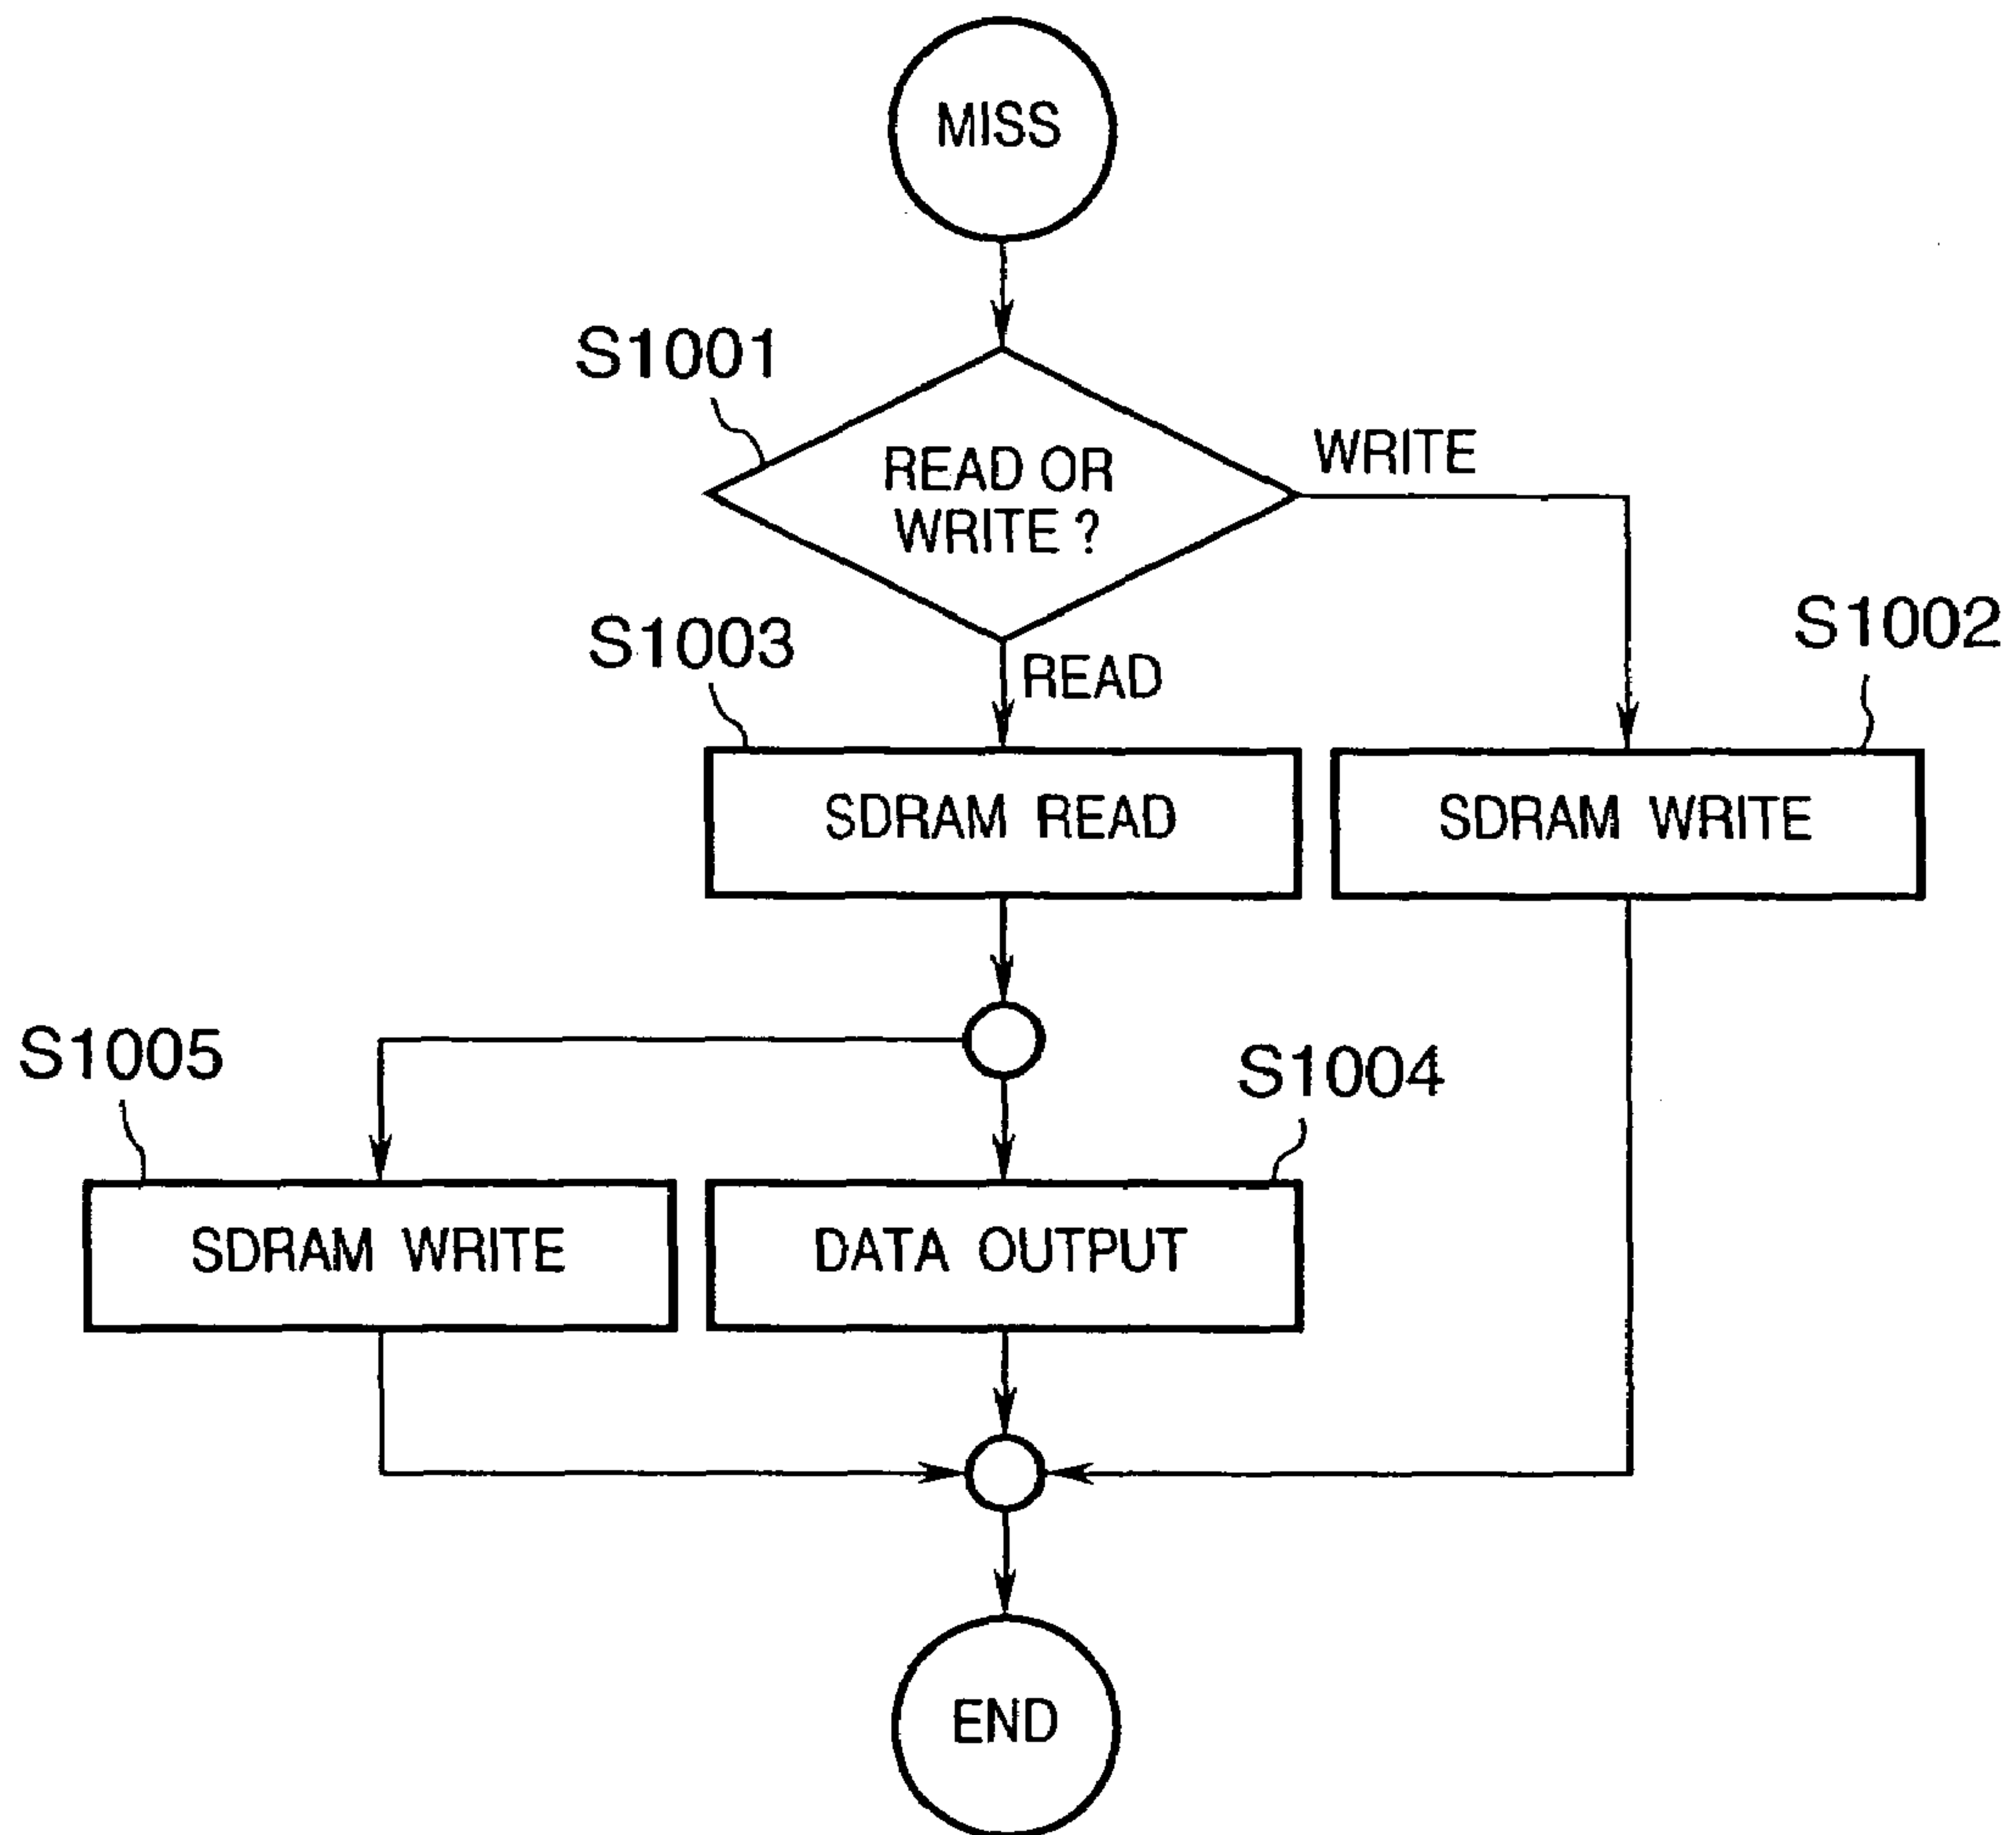 MISS
S1001
READ OR
WRITE ?
WRITE
S1003
READ
S1002
SDRAM READ
SDRAM WRITE
S1005
S1004
SDRAM WRITE
DATA OUTPUT
END